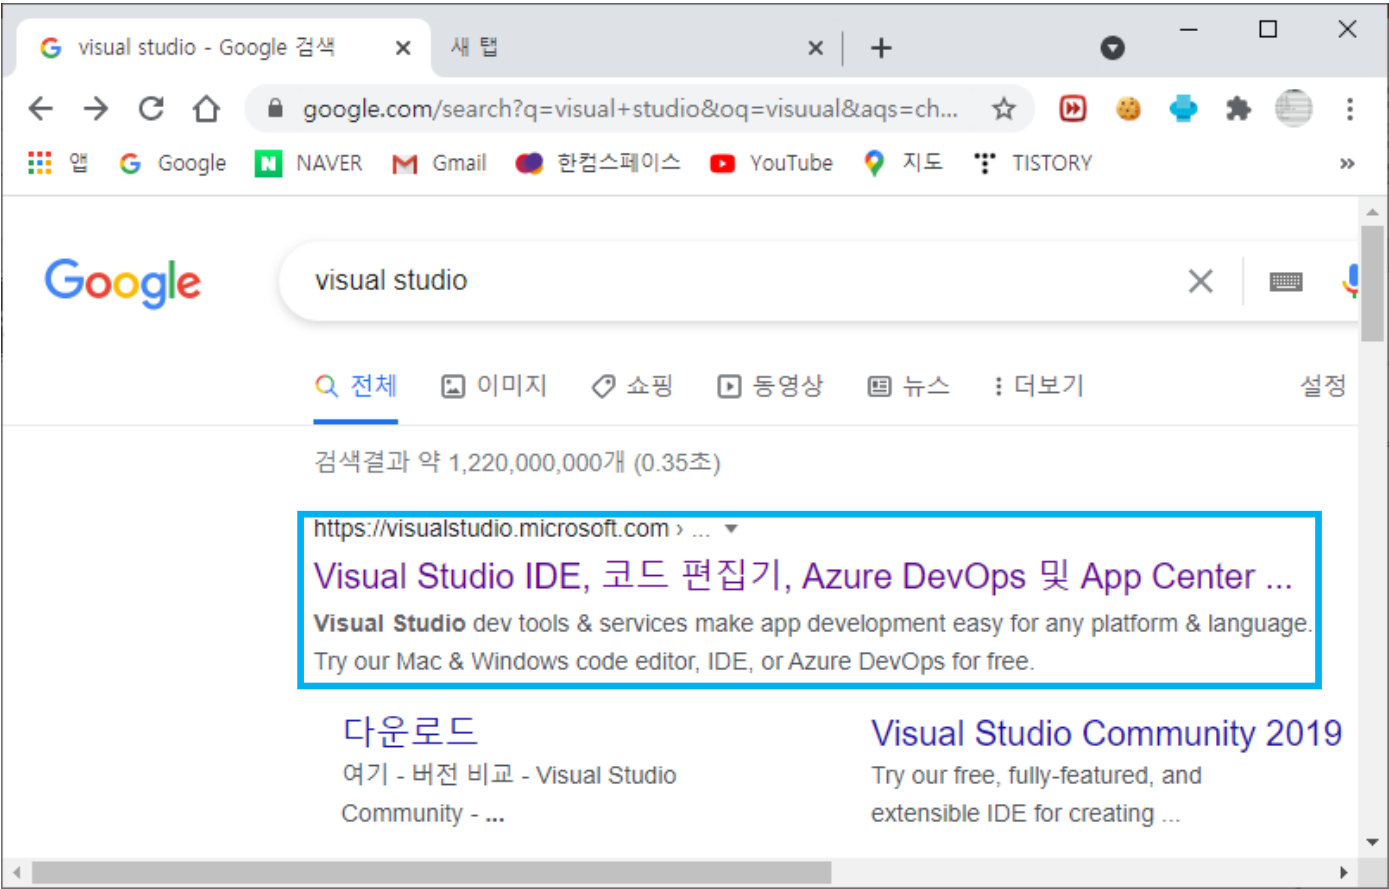 visual studio - Google 검색
새 탭
google.com/search?q=visual+studio&oq=visuual&aqs=ch...
앱 Google NAVER Gmail 한컴스페이스 YouTube 지도 TISTORY »
Google
visual studio
전체 이미지 쇼핑 동영상 뉴스 더보기 설정
검색결과 약 1,220,000,000개 (0.35초)
https://visualstudio.microsoft.com › ...
Visual Studio IDE, 코드 편집기, Azure DevOps 및 App Center ...
Visual Studio dev tools & services make app development easy for any platform & language.
Try our Mac & Windows code editor, IDE, or Azure DevOps for free.
다운로드
여기 - 버전 비교 - Visual Studio
Community - ...
Visual Studio Community 2019
Try our free, fully-featured, and
extensible IDE for creating ...